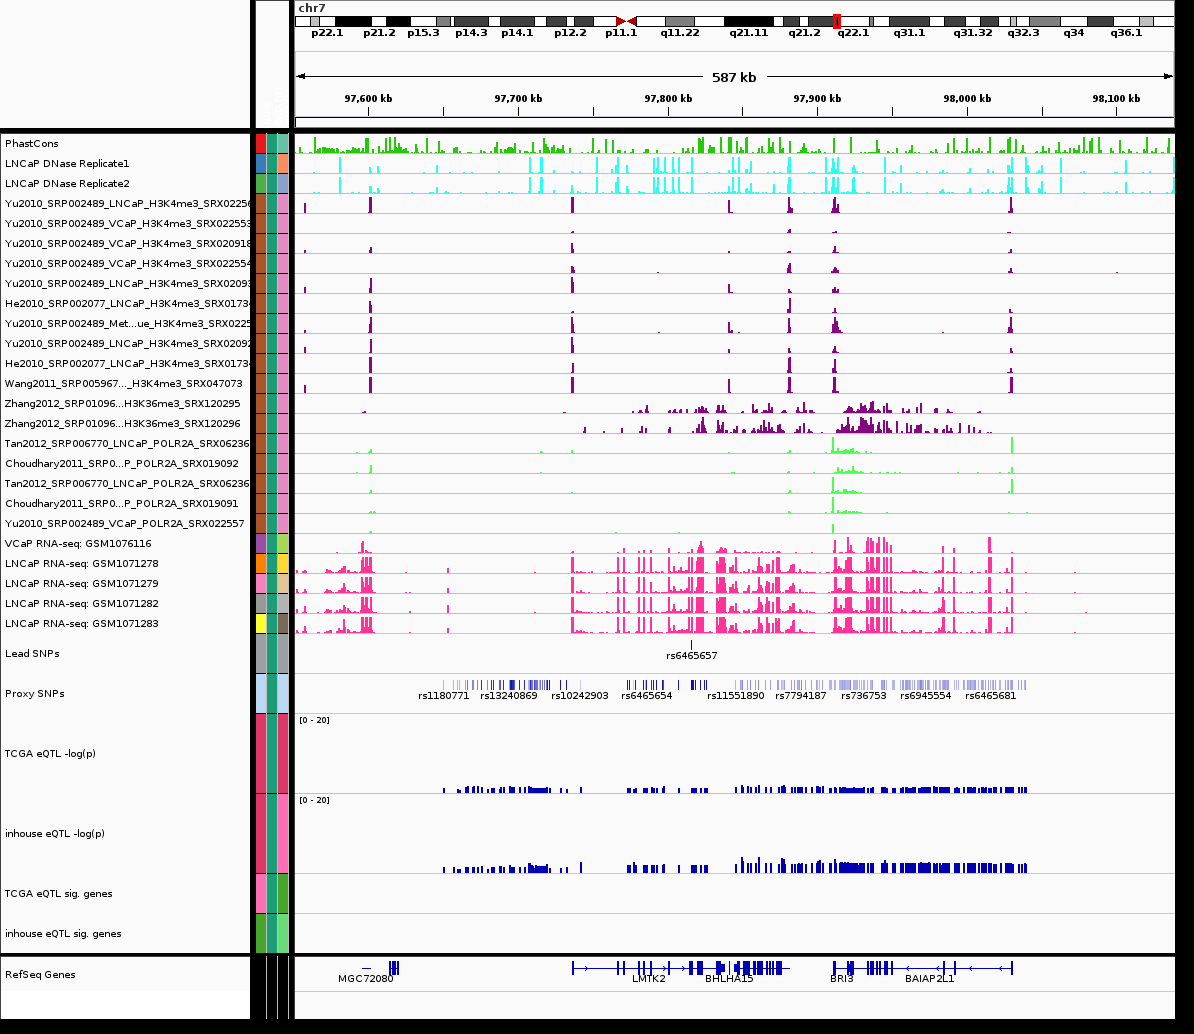 chr7
p22.1 p21.2 p15.3 p14.3 p14.1 p12.2 p11.1 q11.22 q21.11 q21.2 q22.1 q31.1 q31.32 q32.3 q34 q36.1
587 kb
97,600 kb 97,700 kb 97,800 kb 97,900 kb 98,000 kb 98,100 kb
PhastCons
LNCaP DNase Replicate1
LNCaP DNase Replicate2
Yu2010_SRP002489_LNCaP_H3K4me3_SRX02256
Yu2010_SRP002489_VCaP_H3K4me3_SRX022553
Yu2010_SRP002489_VCaP_H3K4me3_SRX020918
Yu2010_SRP002489_VCaP_H3K4me3_SRX022554
Yu2010_SRP002489_LNCaP_H3K4me3_SRX0209
He2010_SRP002077_LNCaP_H3K4me3_SRX0173
Yu2010_SRP002489_Met...ue_H3K4me3_SRX0225
Yu2010_SRP002489_LNCaP_H3K4me3_SRX02092
He2010_SRP002077_LNCaP_H3K4me3_SRX0173
Wang2011_SRP005967..._H3K4me3_SRX047073
Zhang2012_SRP01096...H3K36me3_SRX120295
Zhang2012_SRP01096...H3K36me3_SRX120296
Tan2012_SRP006770_LNCaP_POLR2A_SRX06236
Choudhary2011_SRP0...P_POLR2A_SRX019092
Tan2012_SRP006770_LNCaP_POLR2A_SRX06236
Choudhary2011_SRP0...P_POLR2A_SRX019091
Yu2010_SRP002489_VCaP_POLR2A_SRX022557
VCaP RNA-seq: GSM1076116
LNCaP RNA-seq: GSM1071278
LNCaP RNA-seq: GSM1071279
LNCaP RNA-seq: GSM1071282
LNCaP RNA-seq: GSM1071283
Lead SNPs
rs6465657
Proxy SNPs
rs1180771 rs13240869 rs10242903 rs6465654 rs11551890 rs7794187 rs736753 rs6945554 rs6465681
[0 - 20]
TCGA eQTL -log(p)
[0 - 20]
inhouse eQTL -log(p)
TCGA eQTL sig. genes
inhouse eQTL sig. genes
RefSeq Genes
MGC72080 LMTK2 BHLHA15 BRI3 BAIAP2L1